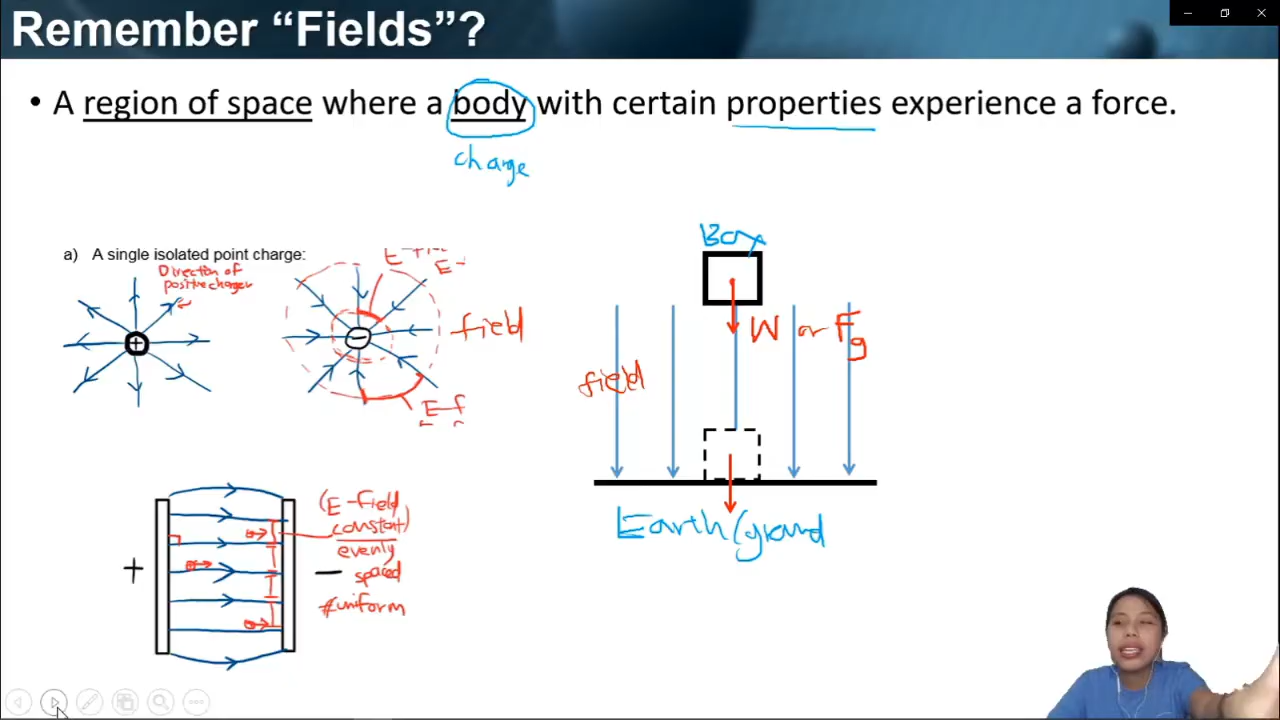 Remember “Fields”?
• A region of space where a body with certain properties experience a force.
charge
a) A single isolated point charge:
Direction of
positive charges
E-
field
E-f
+
(E-field
constant)
evenly
spaced
uniform
Box
W or Fg
field
Earth/ground